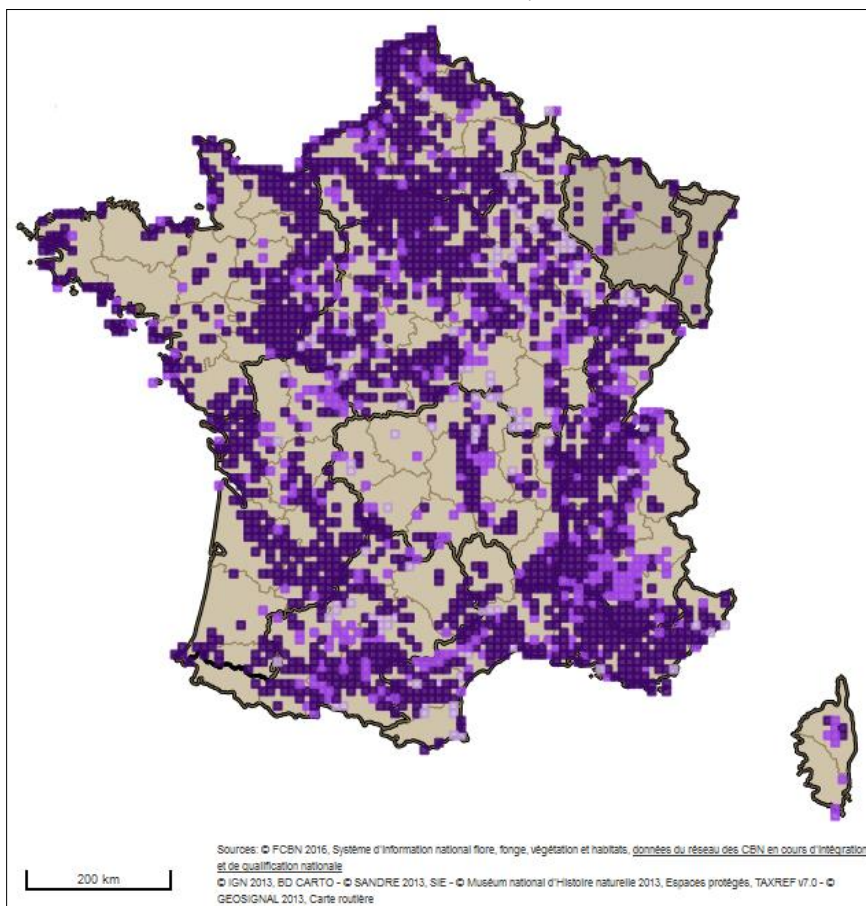 200 km
Sources: © FCBN 2016, Système d'information national flore, fonge, végétation et habitats, données du réseau des CBN en cours d'intégration
et de qualification nationale
© IGN 2013, BD CARTO - © SANDRE 2013, SIE - © Muséum national d'Histoire naturelle 2013, Espaces protégés, TAXREF v7.0 - ©
GEOSIGNAL 2013, Carte routière